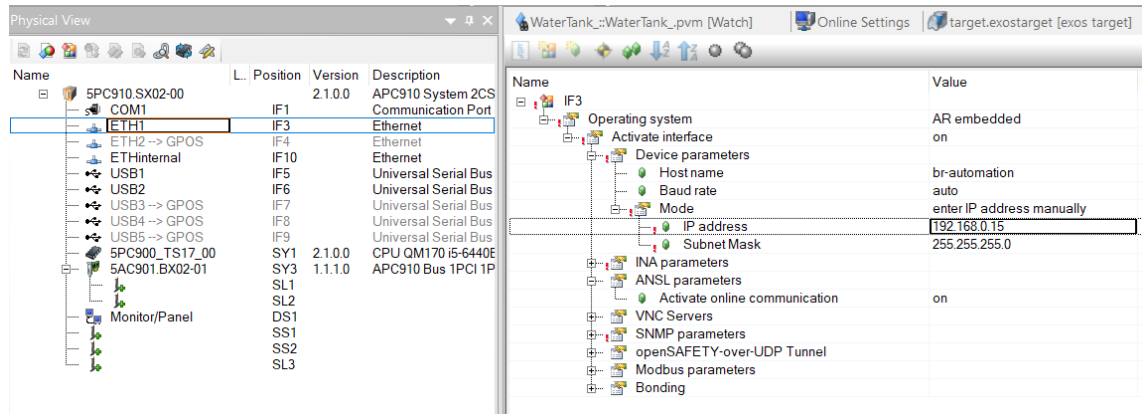 Physical View
Name L.. Position Version Description
5PC910.SX02-00 2.1.0.0 APC910 System 2CS
COM1 IF1 Communication Port
ETH1 IF3 Ethernet
ETH2 --> GPOS IF4 Ethernet
ETHinternal IF10 Ethernet
USB1 IF5 Universal Serial Bus
USB2 IF6 Universal Serial Bus
USB3 --> GPOS IF7 Universal Serial Bus
USB4 --> GPOS IF8 Universal Serial Bus
USB5 --> GPOS IF9 Universal Serial Bus
5PC900_TS17_00 SY1 2.1.0.0 CPU QM170 i5-6440E
5AC901.BX02-01 SY3 1.1.1.0 APC910 Bus 1PCI 1P
SL1
SL2
Monitor/Panel DS1
SS1
SS2
SL3
WaterTank_::WaterTank_.pvm [Watch] Online Settings target.exostarget [exos target]
Name Value
IF3
Operating system AR embedded
Activate interface on
Device parameters
Host name br-automation
Baud rate auto
Mode enter IP address manually
IP address 192.168.0.15
Subnet Mask 255.255.255.0
INA parameters
ANSL parameters
Activate online communication on
VNC Servers
SNMP parameters
openSAFETY-over-UDP Tunnel
Modbus parameters
Bonding